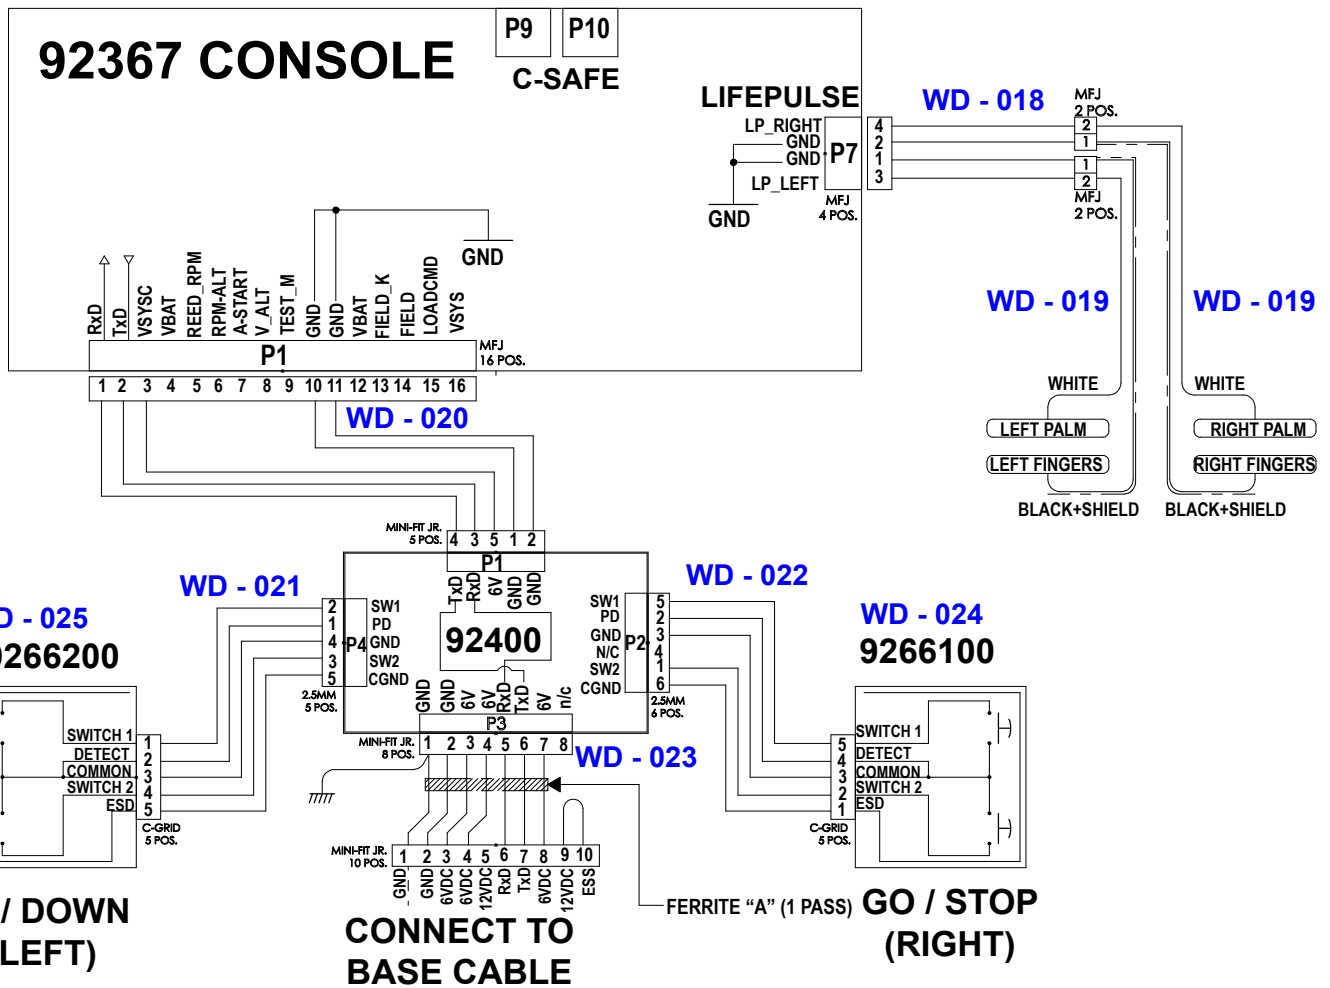 92367 CONSOLE
P9
P10
C-SAFE
LIFEPULSE
LP_RIGHT
GND
GND
LP_LEFT
P7
4
2
1
3
MFJ
4 POS.
GND
WD - 018
MFJ
2 POS.
2
1
1
2
MFJ
2 POS.
WD - 019
WD - 019
WHITE
WHITE
LEFT PALM
RIGHT PALM
LEFT FINGERS
RIGHT FINGERS
BLACK+SHIELD
BLACK+SHIELD
GND
RxD
TxD
VSYSC
VBAT
REED_RPM
RPM-ALT
A-START
V_ALT
TEST_M
GND
GND
VBAT
FIELD_K
FIELD
LOADCMD
VSYS
P1
MFJ
16 POS.
1 2 3 4 5 6 7 8 9 10 11 12 13 14 15 16
WD - 020
MINI-FIT JR.
5 POS.
4 3 5 1 2
P1
TxD
RxD
6V
GND
GND
WD - 021
2
1
4
3
5
P4
SW1
PD
GND
SW2
CGND
2.5MM
5 POS.
92400
WD - 022
SW1
PD
GND
N/C
SW2
CGND
P2
5
2
3
4
1
6
2.5MM
6 POS.
GND
GND
6V
6V
RxD
TxD
6V
n/c
P3
MINI-FIT JR.
8 POS.
1 2 3 4 5 6 7 8
WD - 023
D - 025
9266200
SWITCH 1
DETECT
COMMON
SWITCH 2
ESD
1
2
3
4
5
C-GRID
5 POS.
/ DOWN
LEFT)
WD - 024
9266100
5
4
3
2
1
SWITCH 1
DETECT
COMMON
SWITCH 2
ESD
C-GRID
5 POS.
GO / STOP
(RIGHT)
MINI-FIT JR.
10 POS.
1 2 3 4 5 6 7 8 9 10
GND
GND
6VDC
6VDC
12VDC
RxD
TxD
6VDC
12VDC
ESS
FERRITE “A” (1 PASS)
CONNECT TO
BASE CABLE